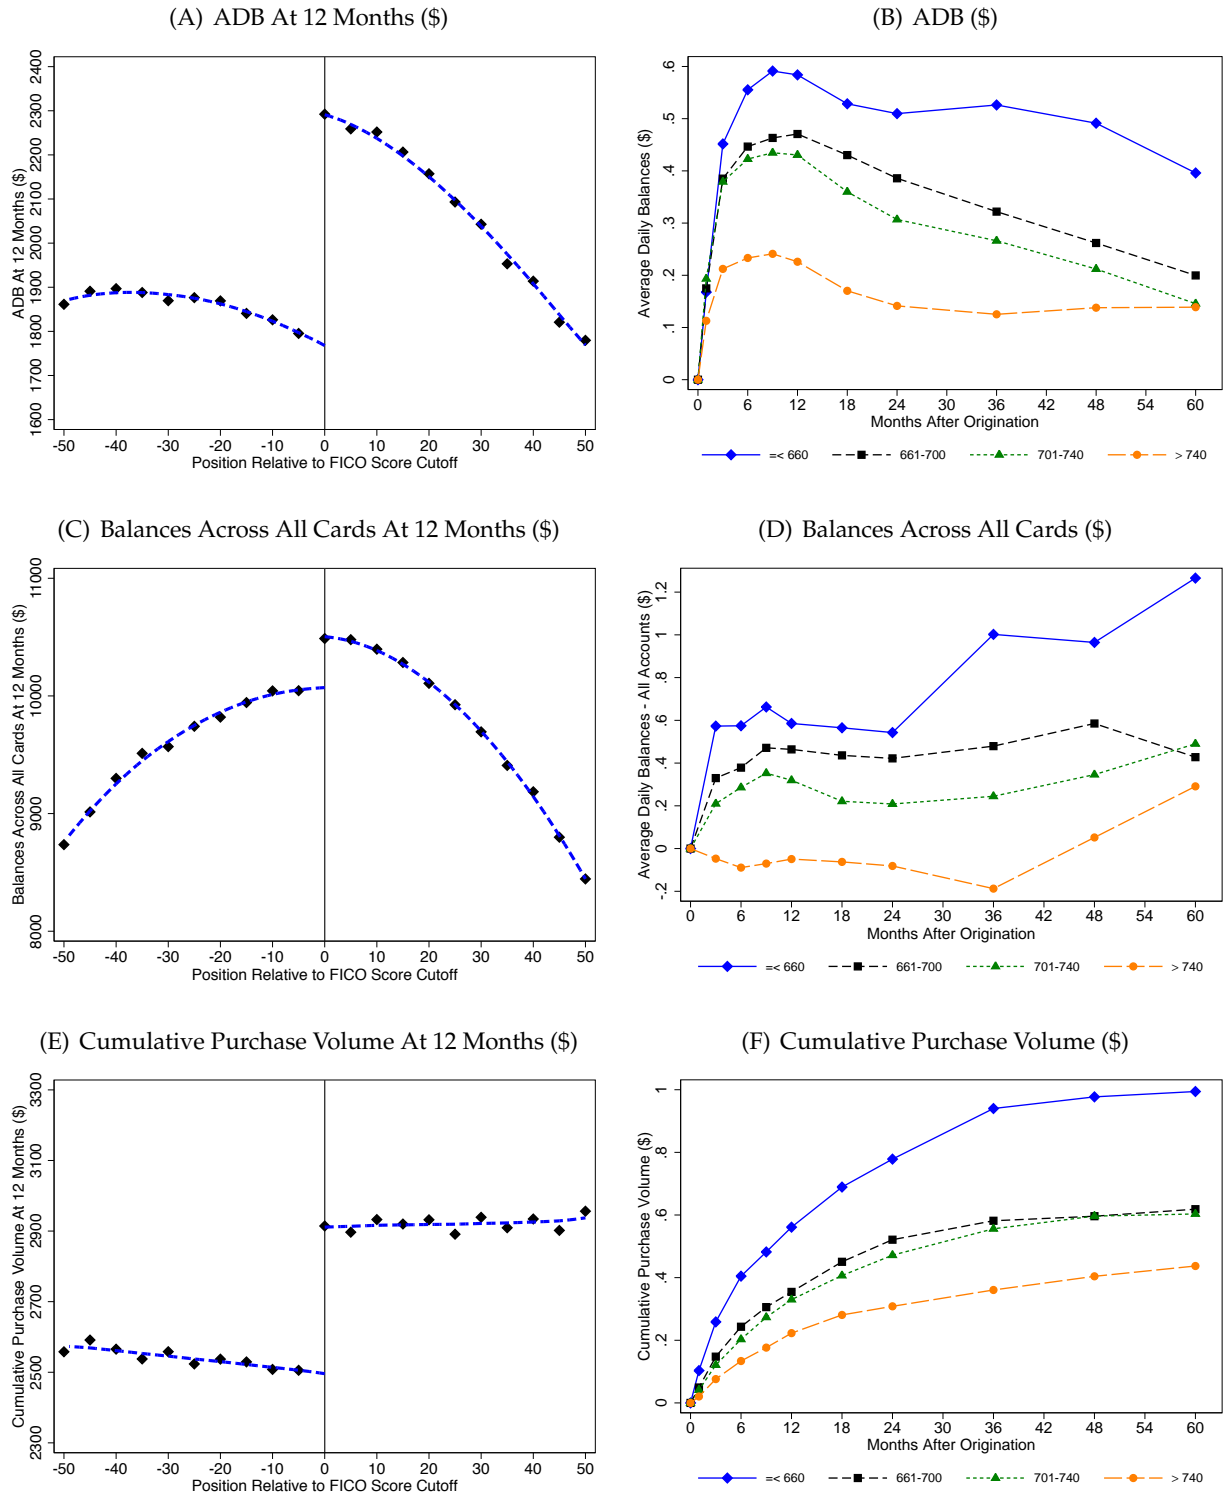 (A) ADB At 12 Months ($)
ADB At 12 Months ($)
2400
2300
2200
2100
2000
1900
1800
1700
1600
-50 -40 -30 -20 -10 0 10 20 30 40 50
Position Relative to FICO Score Cutoff
(B) ADB ($)
Average Daily Balances ($)
.6
.5
.4
.3
.2
.1
0
0 6 12 18 24 30 36 42 48 54 60
Months After Origination
=< 660 661-700 701-740 > 740
(C) Balances Across All Cards At 12 Months ($)
Balances Across All Cards At 12 Months ($)
11000
10000
9000
8000
-50 -40 -30 -20 -10 0 10 20 30 40 50
Position Relative to FICO Score Cutoff
(D) Balances Across All Cards ($)
Average Daily Balances - All Accounts ($)
1.2
1
.8
.6
.4
.2
0
-.2
0 6 12 18 24 30 36 42 48 54 60
Months After Origination
=< 660 661-700 701-740 > 740
(E) Cumulative Purchase Volume At 12 Months ($)
Cumulative Purchase Volume At 12 Months ($)
3300
3100
2900
2700
2500
2300
-50 -40 -30 -20 -10 0 10 20 30 40 50
Position Relative to FICO Score Cutoff
(F) Cumulative Purchase Volume ($)
Cumulative Purchase Volume ($)
1
.8
.6
.4
.2
0
0 6 12 18 24 30 36 42 48 54 60
Months After Origination
=< 660 661-700 701-740 > 740